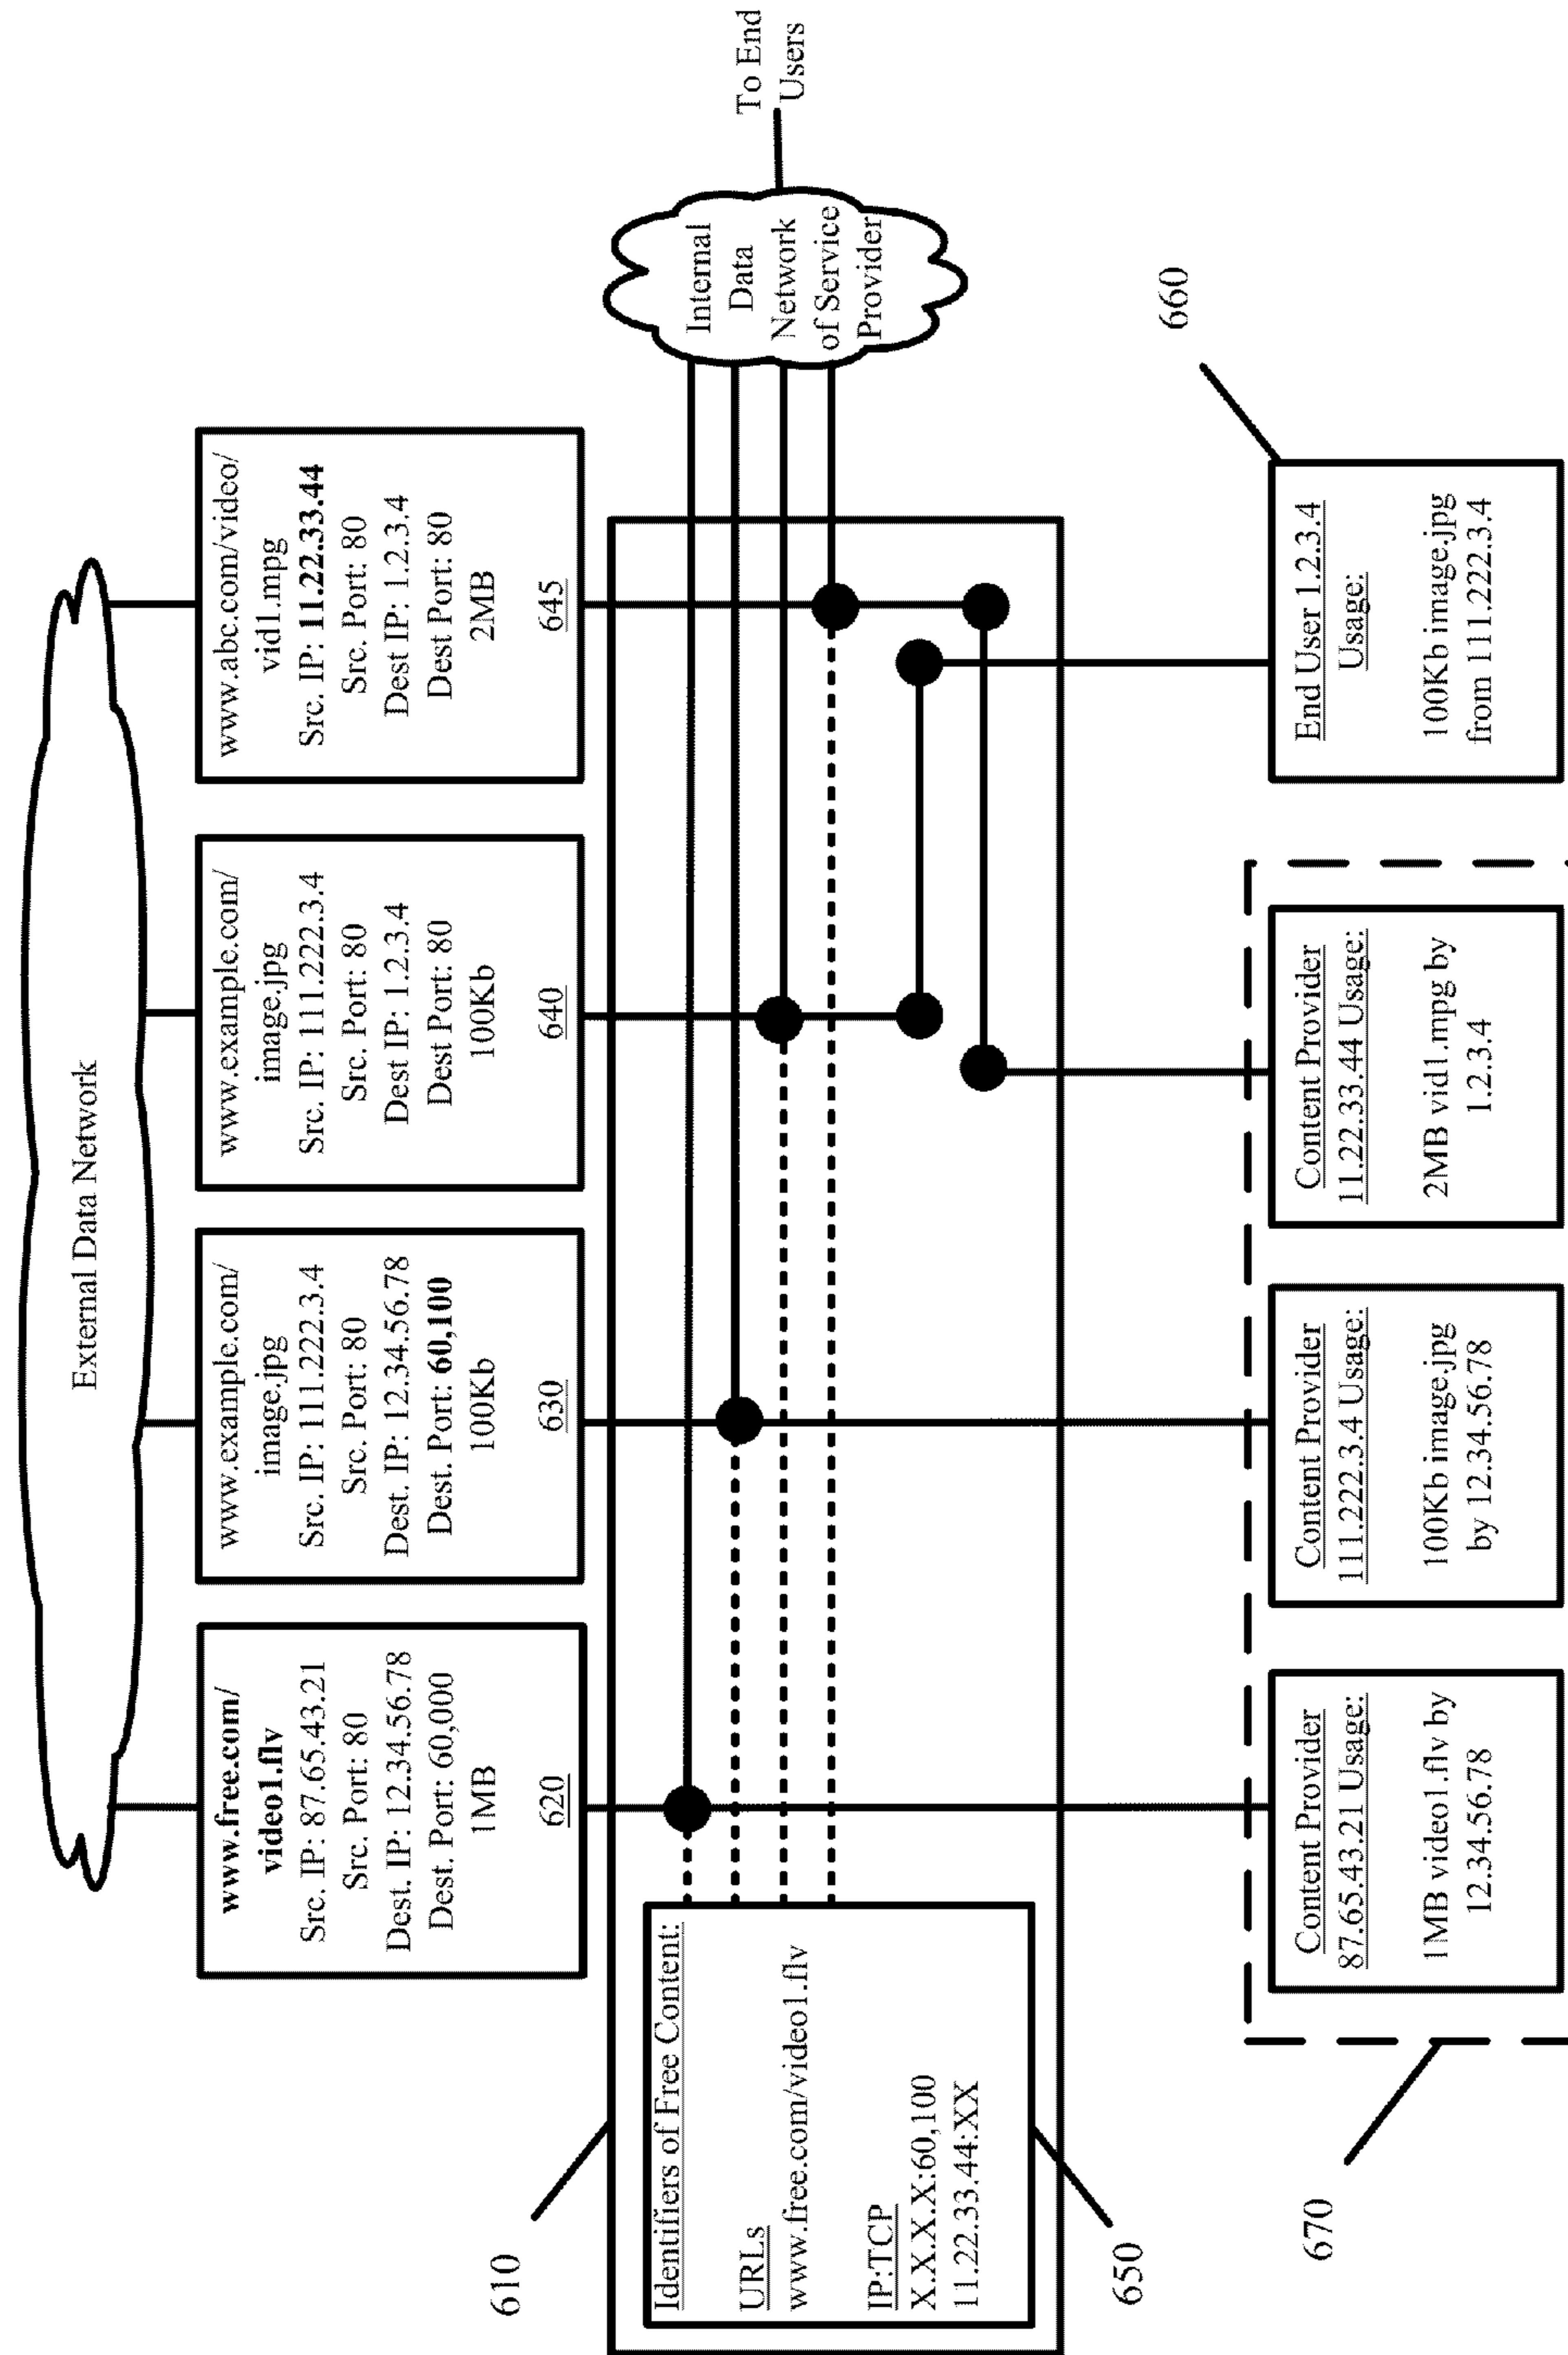 External Data Network
www.free.com/
video1.flv
Src. IP: 87.65.43.21
Src. Port: 80
Dest. IP: 12.34.56.78
Dest. Port: 60,000
1MB
620
www.example.com/
image.jpg
Src. IP: 111.222.3.4
Src. Port: 80
Dest. IP: 12.34.56.78
Dest. Port: 60,100
100Kb
630
www.example.com/
image.jpg
Src. IP: 111.222.3.4
Src. Port: 80
Dest IP: 1.2.3.4
Dest Port: 80
100Kb
640
www.abc.com/video/
vid1.mpg
Src. IP: 11.22.33.44
Src. Port: 80
Dest IP: 1.2.3.4
Dest Port: 80
2MB
645
610
Identifiers of Free Content:
URLs
www.free.com/video1.flv
IP:TCP
X.X.X.X:60,100
11.22.33.44:XX
650
Internal
Data
Network
of Service
Provider
To End
Users
670
Content Provider
87.65.43.21 Usage:
1MB video1.flv by
12.34.56.78
Content Provider
111.222.3.4 Usage:
100Kb image.jpg
by 12.34.56.78
Content Provider
11.22.33.44 Usage:
2MB vid1.mpg by
1.2.3.4
End User 1.2.3.4
Usage:
100Kb image.jpg
from 111.222.3.4
660